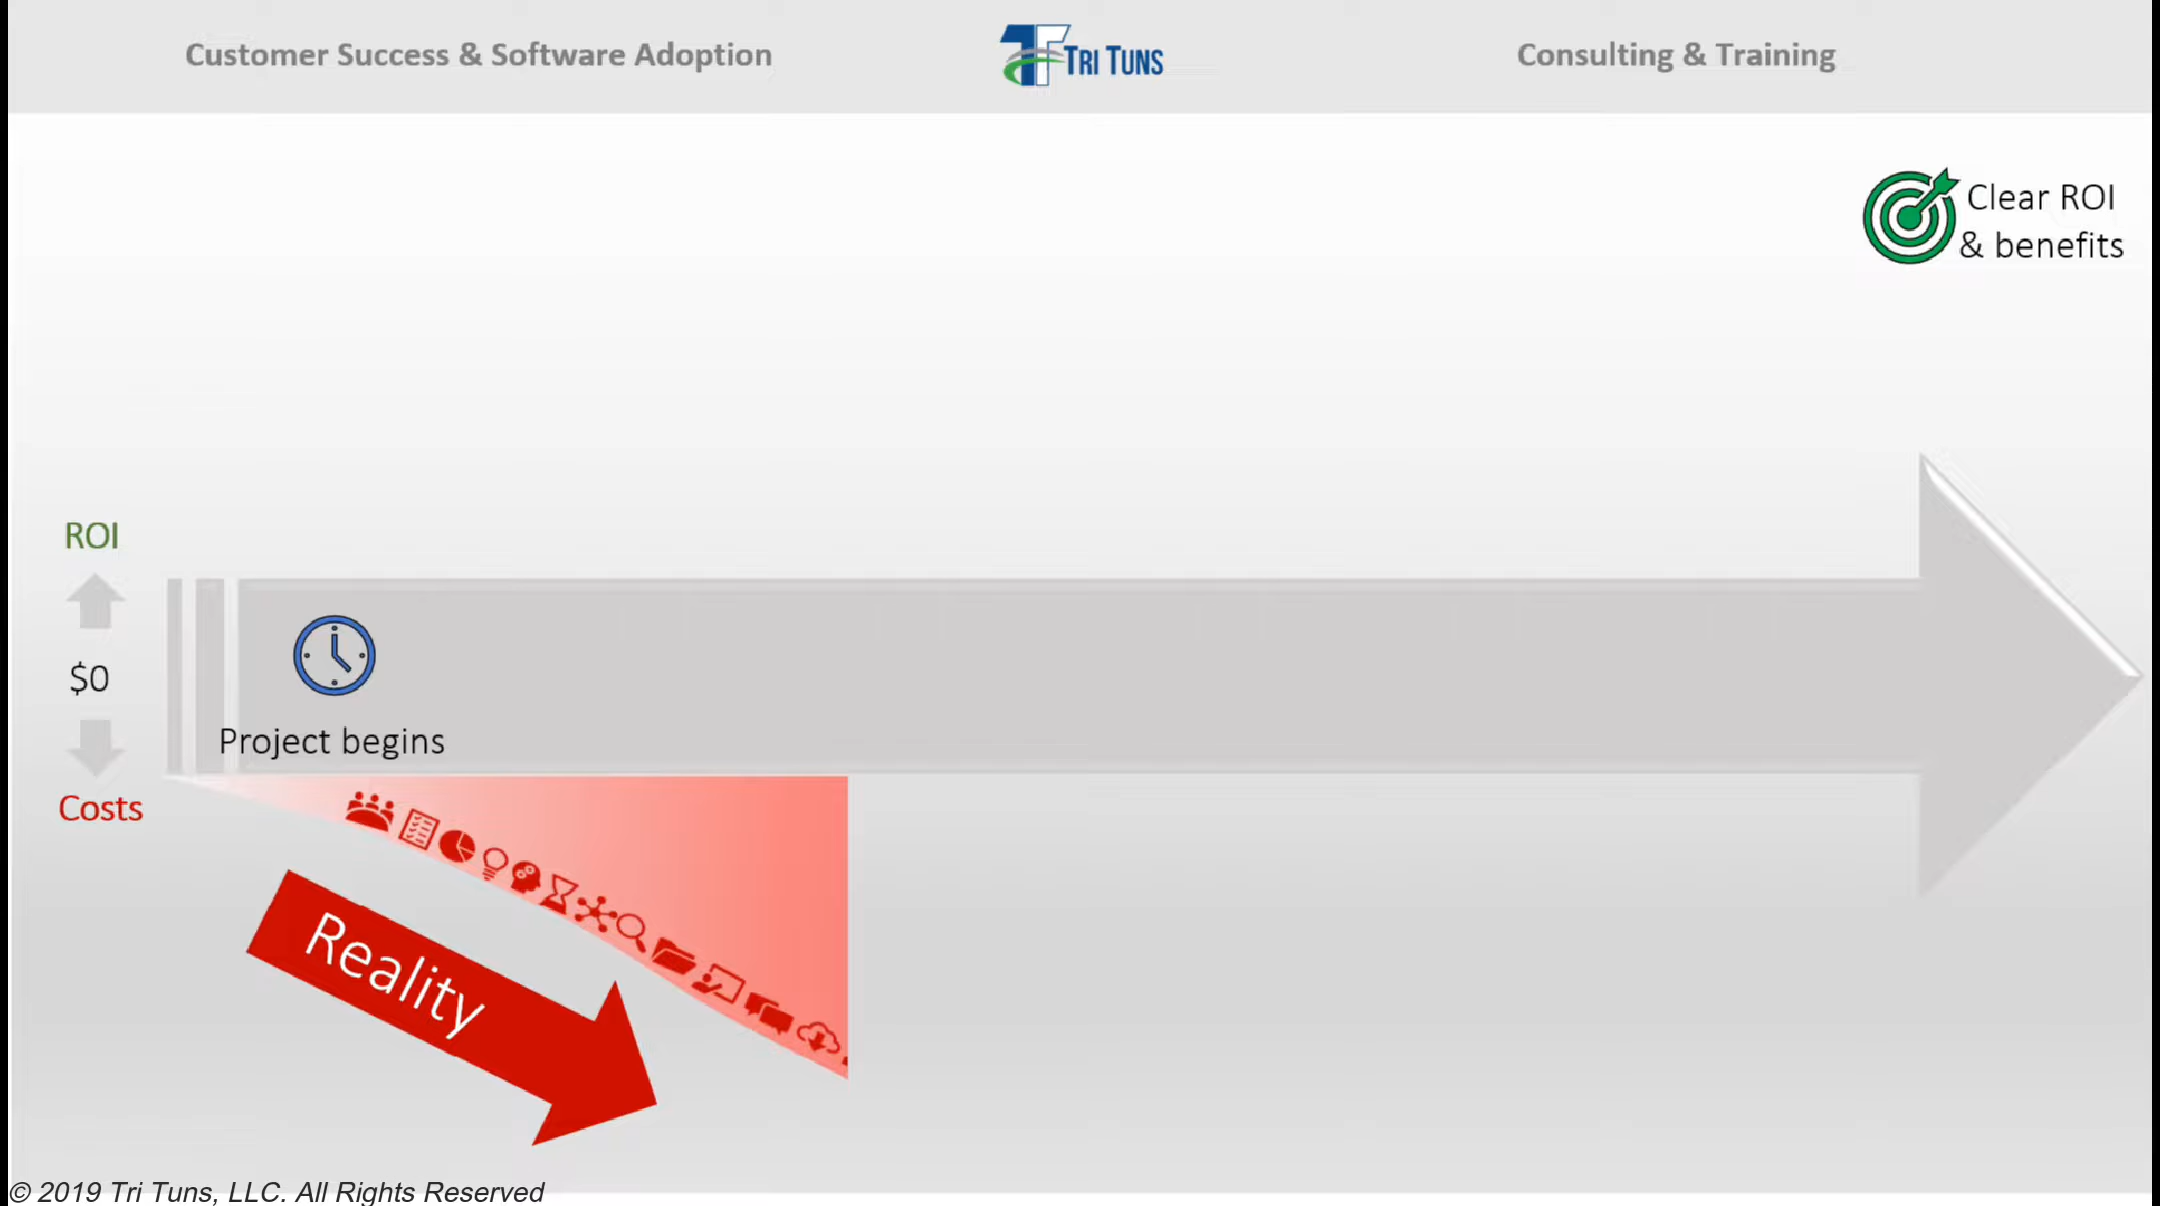 Customer Success & Software Adoption
TRI TUNS
Consulting & Training
Clear ROI
& benefits
ROI
$0
Project begins
Costs
Reality
© 2019 Tri Tuns, LLC. All Rights Reserved